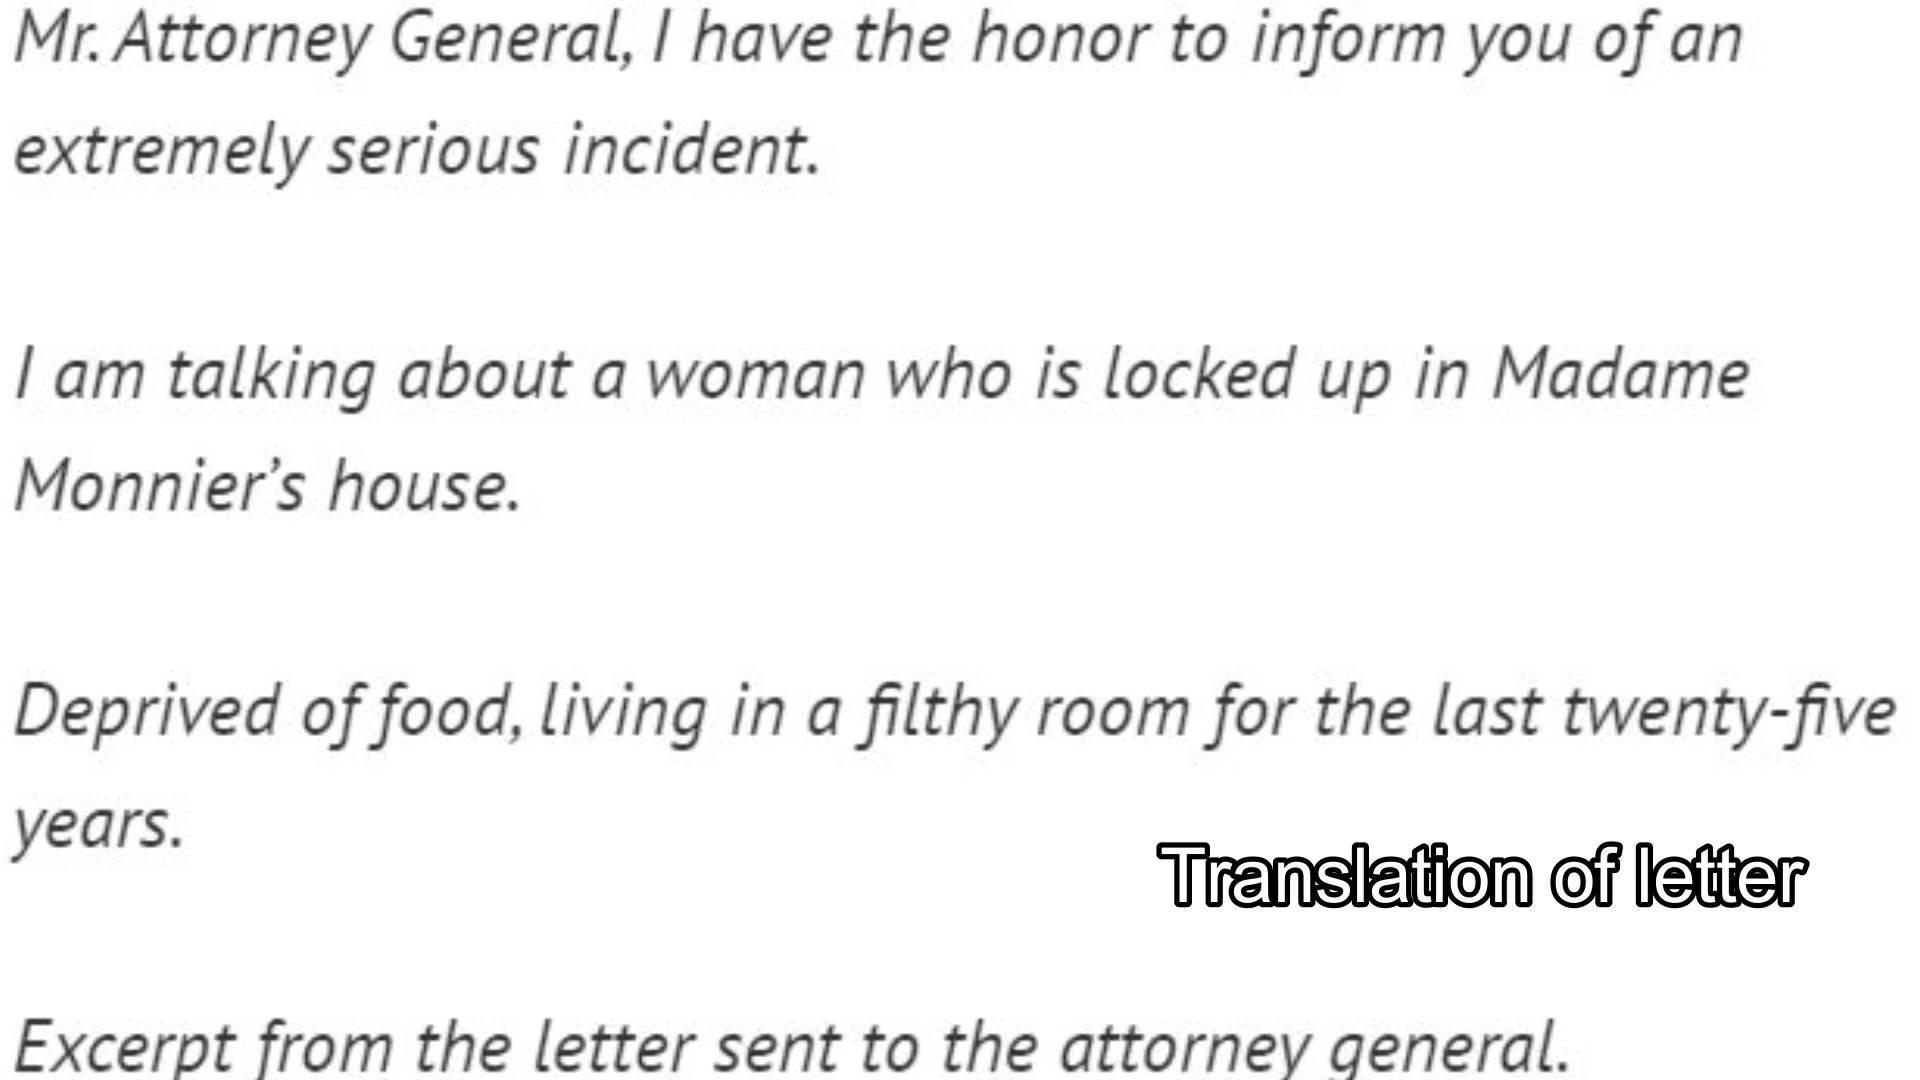 Mr. Attorney General, I have the honor to inform you of an
extremely serious incident.
I am talking about a woman who is locked up in Madame
Monnier’s house.
Deprived of food, living in a filthy room for the last twenty-five
years.
Translation of letter
Excerpt from the letter sent to the attorney general.